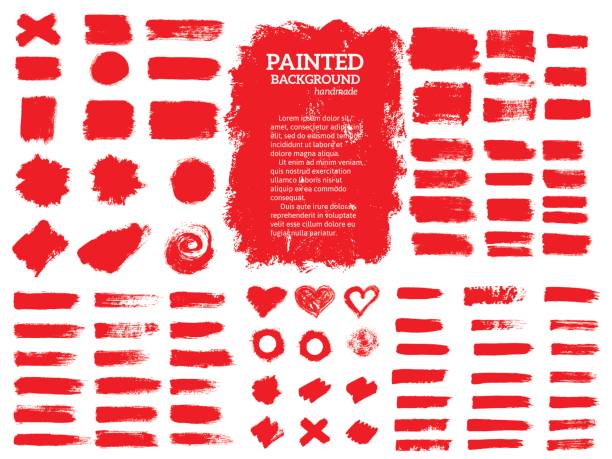 PAINTED
BACKGROUND
handmade
Lorem ipsum dolor sit
amet, consectetur adipiscing
elit, sed do eiusmod tempor
incididunt ut labore et
dolore magna aliqua.
Ut enim ad minim veniam,
quis nostrud exercitation
ullamco laboris nisi ut
aliquip ex ea commodo
consequat.
Duis aute irure dolor in
reprehenderit in voluptate
velit esse cillum dolore eu
fugiat nulla pariatur.